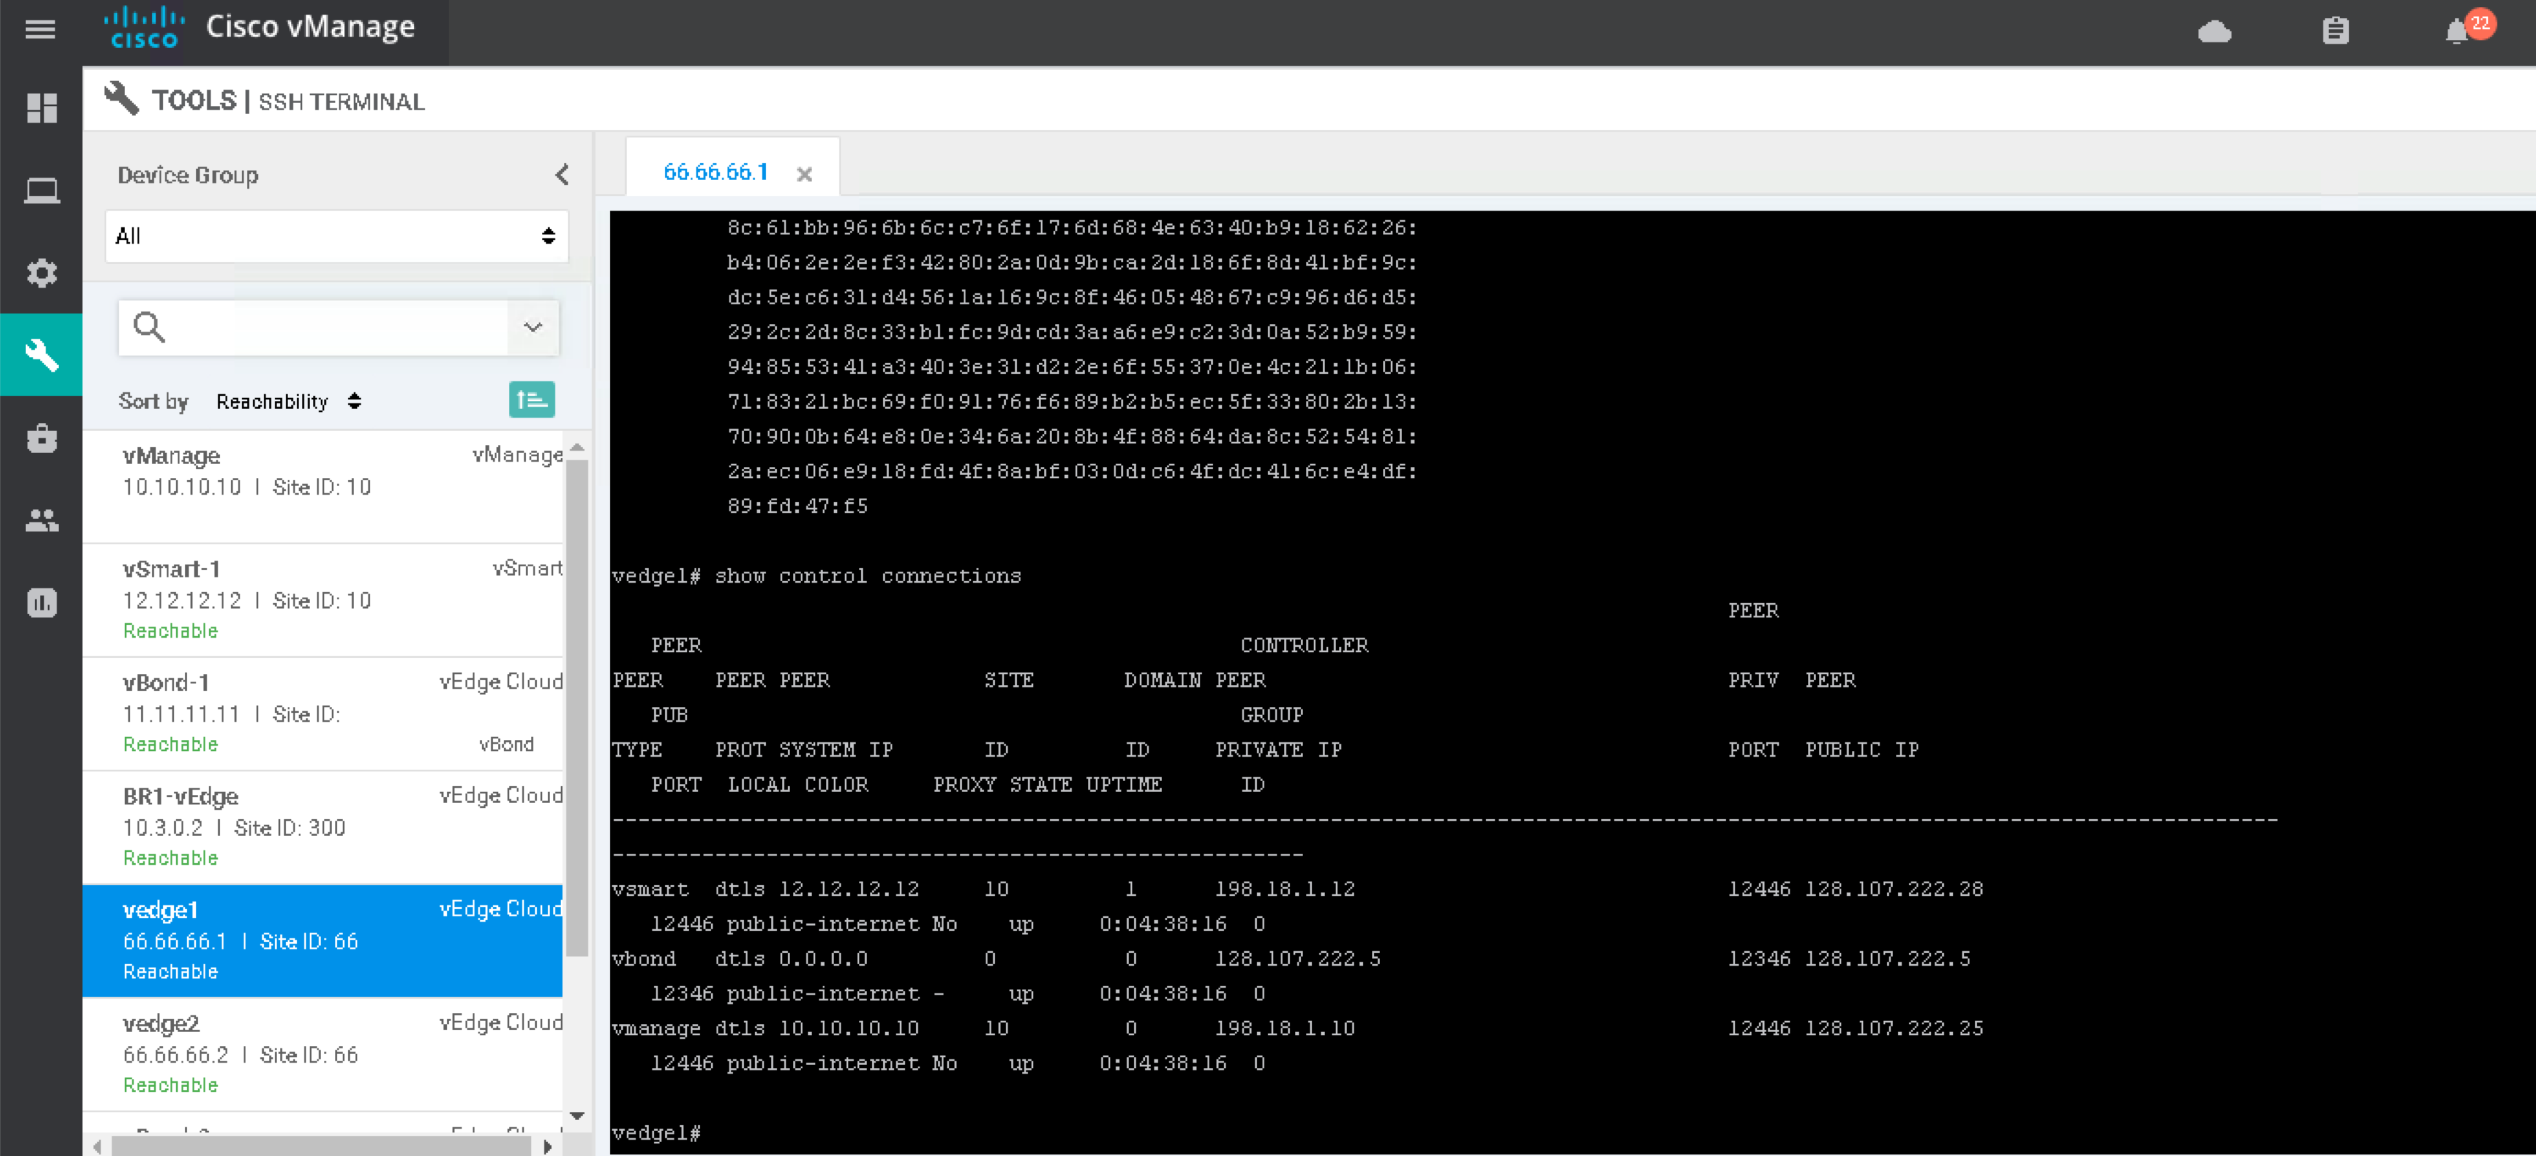 cisco Cisco vManage
22
TOOLS | SSH TERMINAL
Device Group
All
Sort by Reachability
vManage vManage
10.10.10.10 | Site ID: 10
vSmart-1 vSmart
12.12.12.12 | Site ID: 10
Reachable
vBond-1 vEdge Cloud
11.11.11.11 | Site ID:
Reachable vBond
BR1-vEdge vEdge Cloud
10.3.0.2 | Site ID: 300
Reachable
vedge1 vEdge Cloud
66.66.66.1 | Site ID: 66
Reachable
vedge2 vEdge Cloud
66.66.66.2 | Site ID: 66
Reachable
66.66.66.1 ×
8c:61:bb:96:6b:6c:c7:6f:17:6d:68:4e:63:40:b9:18:62:26:
b4:06:2e:2e:f3:42:80:2a:0d:9b:ca:2d:18:6f:8d:41:bf:9c:
dc:5e:c6:31:d4:56:1a:16:9c:8f:46:05:48:67:c9:96:d6:d5:
29:2c:2d:8c:33:b1:fc:9d:cd:3a:a6:e9:c2:3d:0a:52:b9:59:
94:85:53:41:a3:40:3e:31:d2:2e:6f:55:37:0e:4c:21:1b:06:
71:83:21:bc:69:f0:91:76:f6:89:b2:b5:ec:5f:33:80:2b:13:
70:90:0b:64:e8:0e:34:6a:20:8b:4f:88:64:da:8c:52:54:81:
2a:ec:06:e9:18:fd:4f:8a:bf:03:0d:c6:4f:dc:41:6c:e4:df:
89:fd:47:f5
vedge1# show control connections
PEER
PEER CONTROLLER
PEER PEER PEER SITE DOMAIN PEER PRIV PEER
PUB GROUP
TYPE PROT SYSTEM IP ID ID PRIVATE IP PORT PUBLIC IP
PORT LOCAL COLOR PROXY STATE UPTIME ID
----------------------------------------------------------------------------------------------------------------------------------
------------------------------------------------------
vsmart dtls 12.12.12.12 10 1 198.18.1.12 12446 128.107.222.28
12446 public-internet No up 0:04:38:16 0
vbond dtls 0.0.0.0 0 0 128.107.222.5 12346 128.107.222.5
12346 public-internet - up 0:04:38:16 0
vmanage dtls 10.10.10.10 10 0 198.18.1.10 12446 128.107.222.25
12446 public-internet No up 0:04:38:16 0
vedge1#